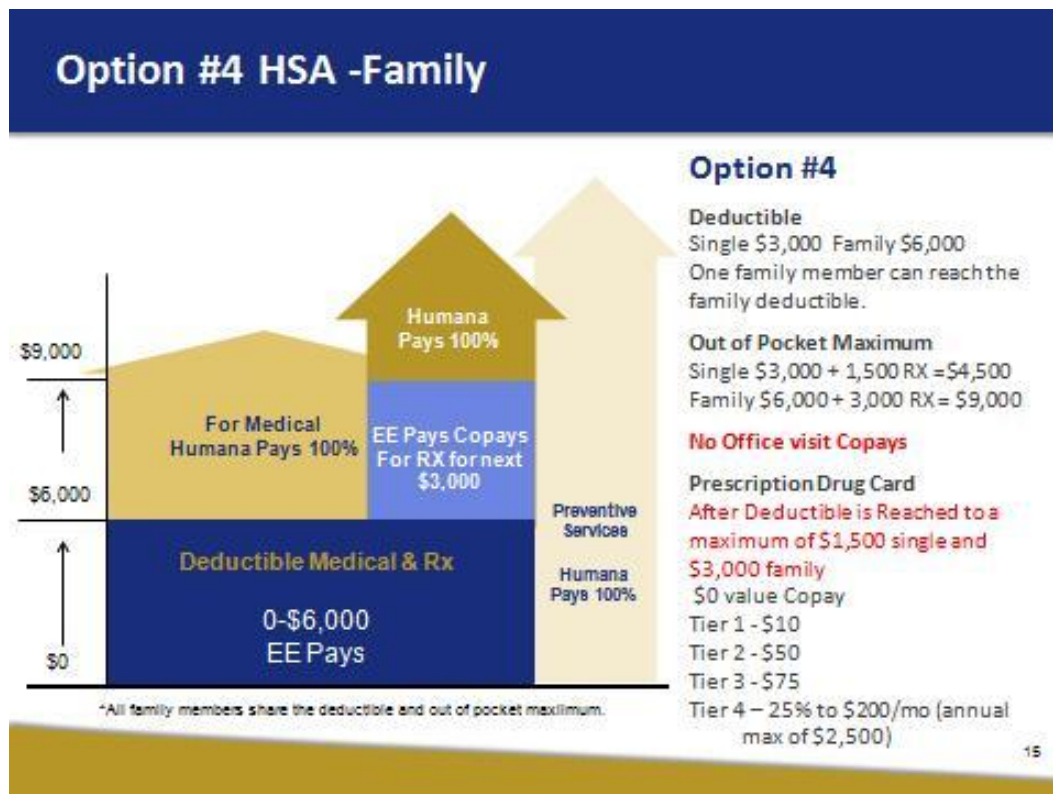 Option #4 HSA -Family
$9,000
$6,000
$0
For Medical
Humana Pays 100%
Humana
Pays 100%
EE Pays Copays
For RX for next
$3,000
Deductible Medical & Rx
0-$6,000
EE Pays
Preventive
Services
Humana
Pays 100%
*All family members share the deductible and out of pocket maxiimum.
Option #4
Deductible
Single $3,000 Family $6,000
One family member can reach the
family deductible.
Out of Pocket Maximum
Single $3,000 + 1,500 RX =$4,500
Family $6,000 + 3,000 RX = $9,000
No Office visit Copays
Prescription Drug Card
After Deductible is Reached to a
maximum of $1,500 single and
$3,000 family
$0 value Copay
Tier 1 - $10
Tier 2 - $50
Tier 3 - $75
Tier 4 – 25% to $200/mo (annual
max of $2,500)
15